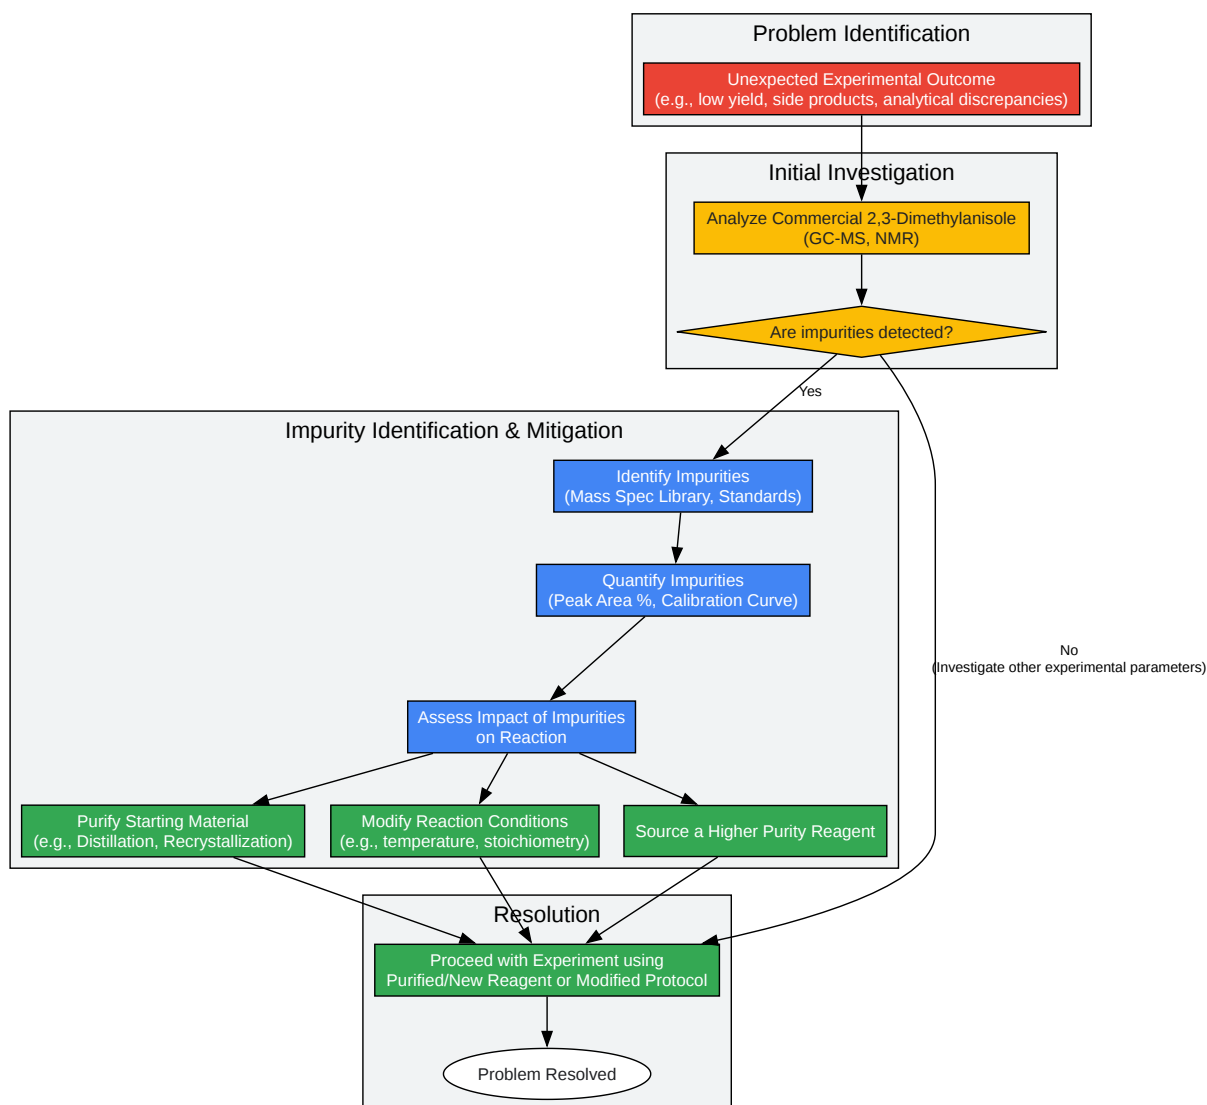 Problem Identification
Unexpected Experimental Outcome
(e.g., low yield, side products, analytical discrepancies)
Initial Investigation
Analyze Commercial 2,3-Dimethylanisole
(GC-MS, NMR)
Are impurities detected?
Yes
Impurity Identification & Mitigation
Identify Impurities
(Mass Spec Library, Standards)
Quantify Impurities
(Peak Area %, Calibration Curve)
No
(Investigate other experimental parameters)
Assess Impact of Impurities
on Reaction
Purify Starting Material
(e.g., Distillation, Recrystallization)
Modify Reaction Conditions
(e.g., temperature, stoichiometry)
Source a Higher Purity Reagent
Resolution
Proceed with Experiment using
Purified/New Reagent or Modified Protocol
Problem Resolved